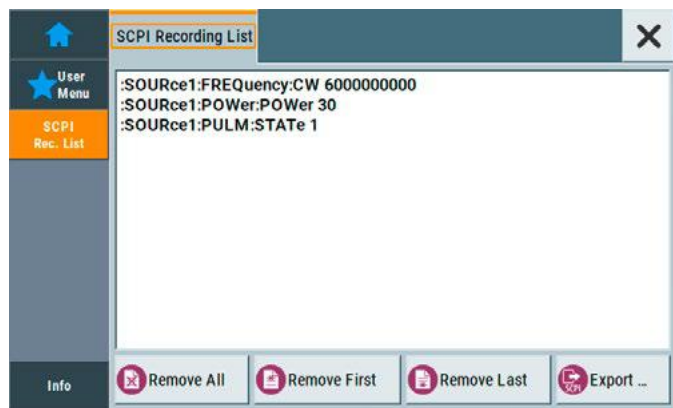 SCPI Recording List
User
Menu
SCPI
Rec. List
:SOURce1:FREQuency:CW 6000000000
:SOURce1:POWer:POWer 30
:SOURce1:PULM:STATe 1
Info
Remove All
Remove First
Remove Last
SCPI
Export ...